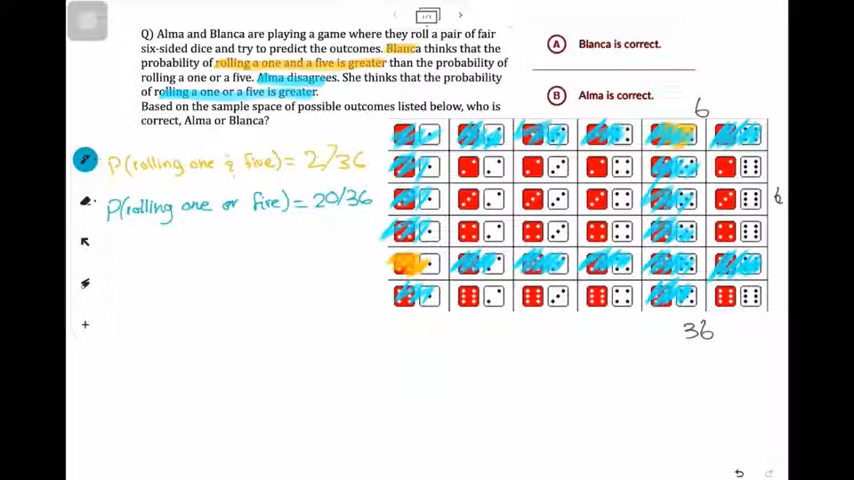 Q) Alma and Blanca are playing a game where they roll a pair of fair
six-sided dice and try to predict the outcomes. Blanca thinks that the
probability of rolling a one and a five is greater than the probability of
rolling a one or a five. Alma disagrees. She thinks that the probability
of rolling a one or a five is greater.
Based on the sample space of possible outcomes listed below, who is
correct, Alma or Blanca?
A Blanca is correct.
B Alma is correct.
6
P(rolling one & five) = 2/36
6
P(rolling one or five) = 20/36
36